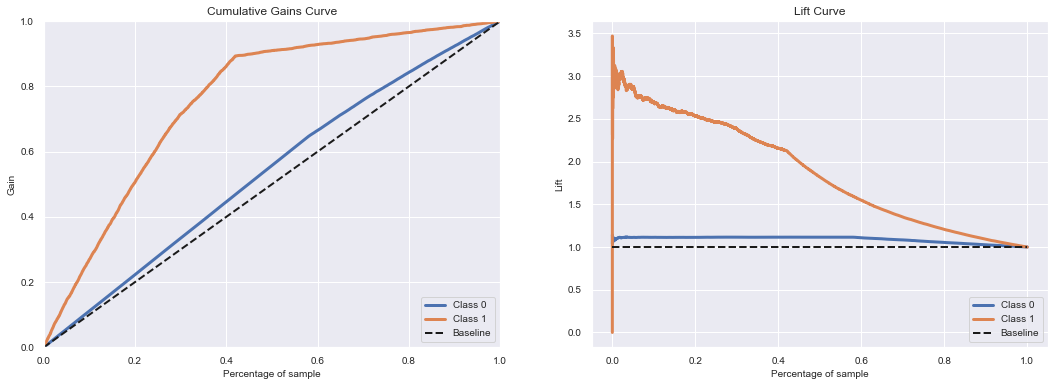 Cumulative Gains Curve
1.0
0.8
0.6
0.4
0.2
0.0
Gain
0.0 0.2 0.4 0.6 0.8 1.0
Percentage of sample
Class 0
Class 1
Baseline
Lift Curve
3.5
3.0
2.5
2.0
1.5
1.0
0.5
0.0
Lift
0.0 0.2 0.4 0.6 0.8 1.0
Percentage of sample
Class 0
Class 1
Baseline